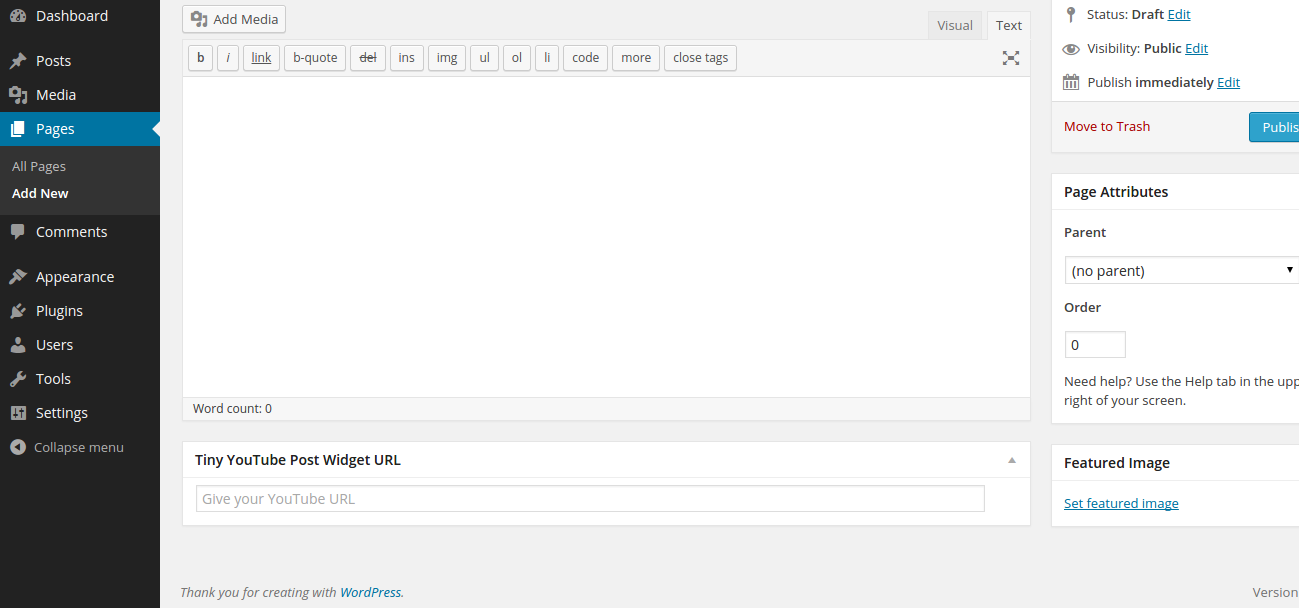 Dashboard
Posts
Media
Pages
All Pages
Add New
Comments
Appearance
Plugins
Users
Tools
Settings
Collapse menu
Add Media
Visual
Text
b
i
link
b-quote
del
ins
img
ul
ol
li
code
more
close tags
Word count: 0
Tiny YouTube Post Widget URL
Give your YouTube URL
Status: Draft Edit
Visibility: Public Edit
Publish immediately Edit
Move to Trash
Publis
Page Attributes
Parent
(no parent)
Order
0
Need help? Use the Help tab in the upp
right of your screen.
Featured Image
Set featured image
Thank you for creating with WordPress.
Version